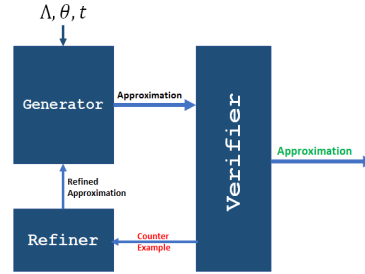 Λ, θ, t
Generator
Approximation
Verifier
Approximation
Refined
Approximation
Refiner
Counter
Example